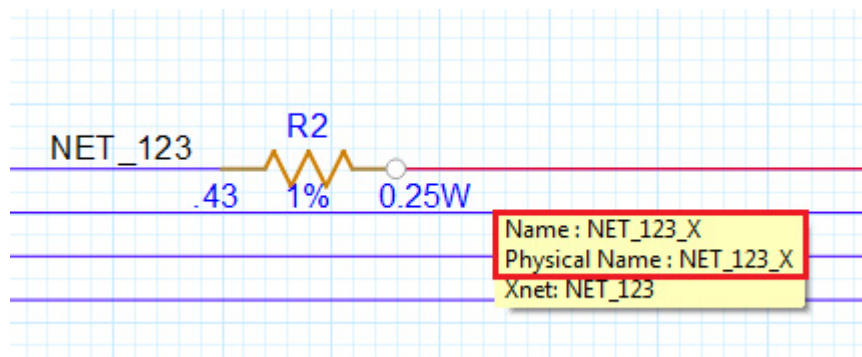 R2
NET_123
.43 1% 0.25W
Name : NET_123_X
Physical Name : NET_123_X
Xnet: NET_123